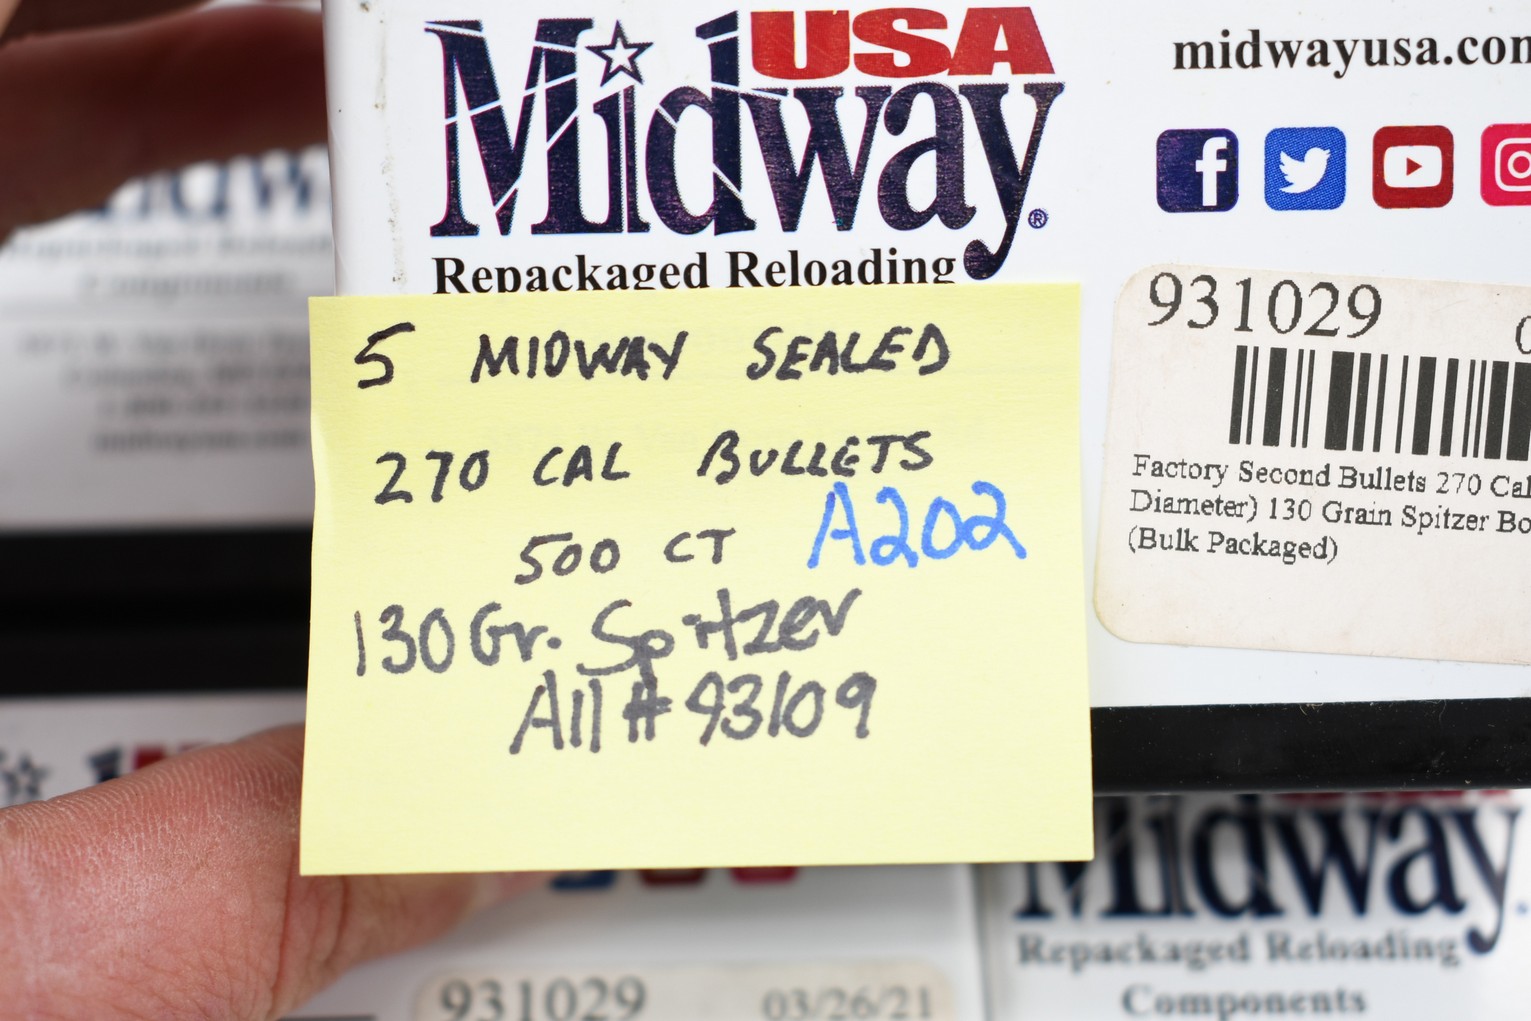 USA
Midway®
Repackaged Reloading
midwayusa.com
931029
Factory Second Bullets 270 Cal
Diameter) 130 Grain Spitzer Bo
(Bulk Packaged)
5 MIDWAY SEALED
270 CAL BULLETS
500 CT A202
130 Gr. Spitzer
All # 93109
Midway
Repackaged Reloading
Components
931029 03/26/21